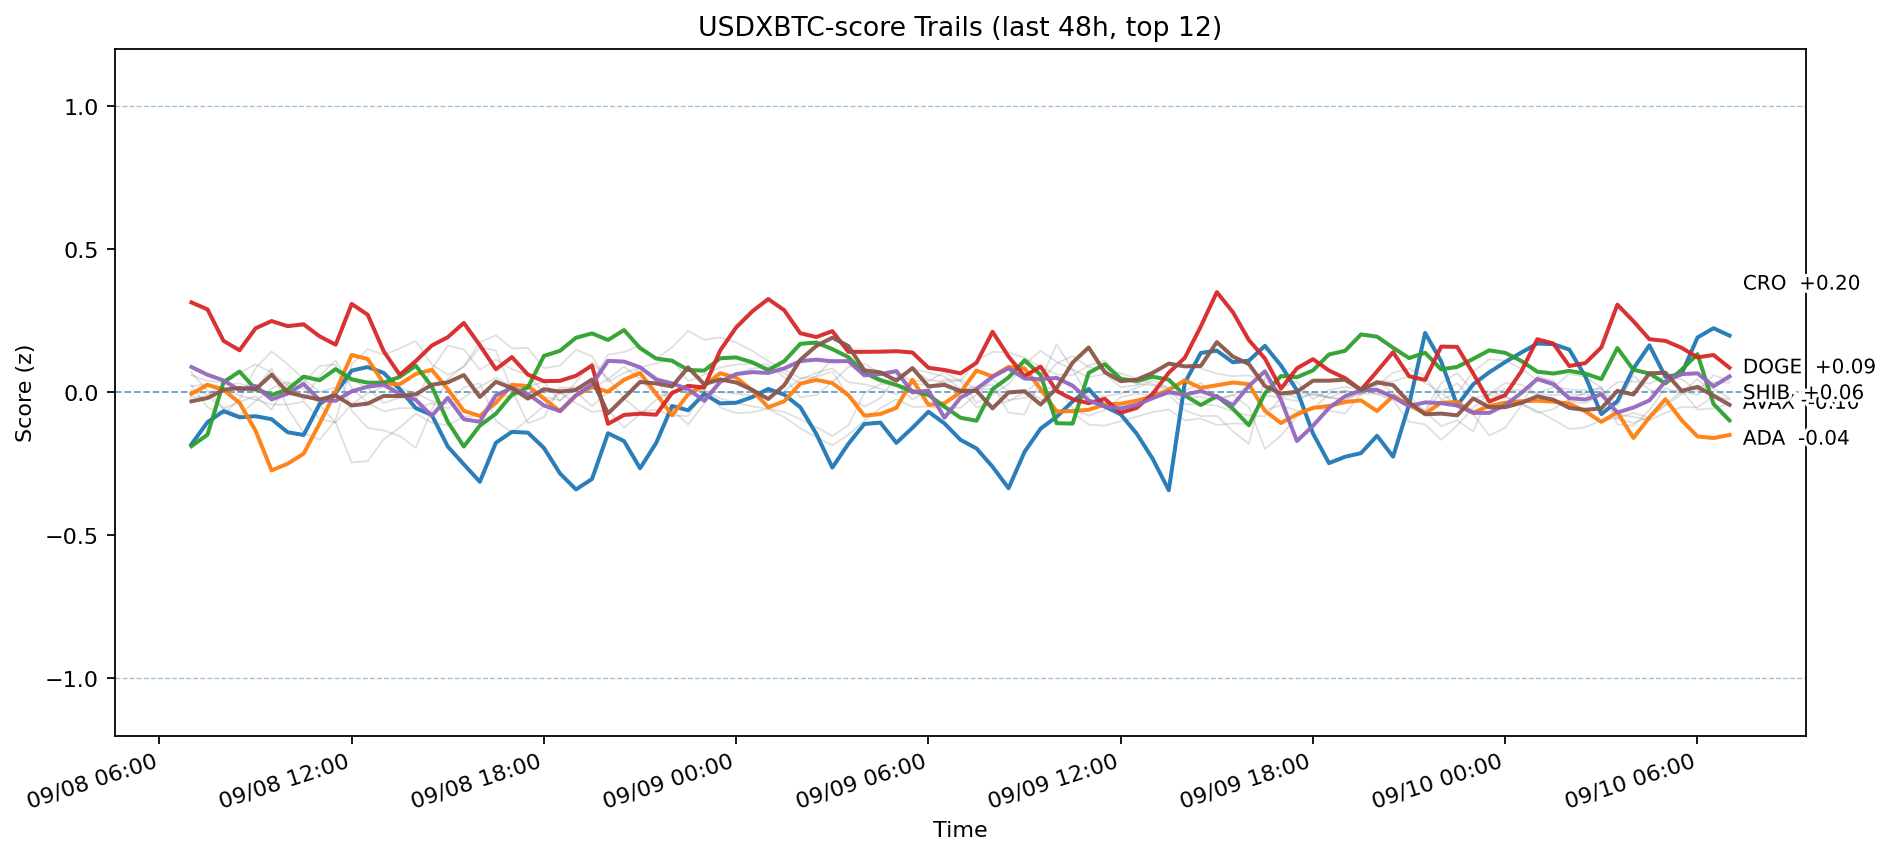 USDXBTC-score Trails (last 48h, top 12)
Score (z)
1.0
0.5
0.0
−0.5
−1.0
CRO +0.20
DOGE +0.09
SHIB +0.06
AVAX -0.10
ADA -0.04
09/08 06:00
09/08 12:00
09/08 18:00
09/09 00:00
09/09 06:00
09/09 12:00
09/09 18:00
09/10 00:00
09/10 06:00
Time